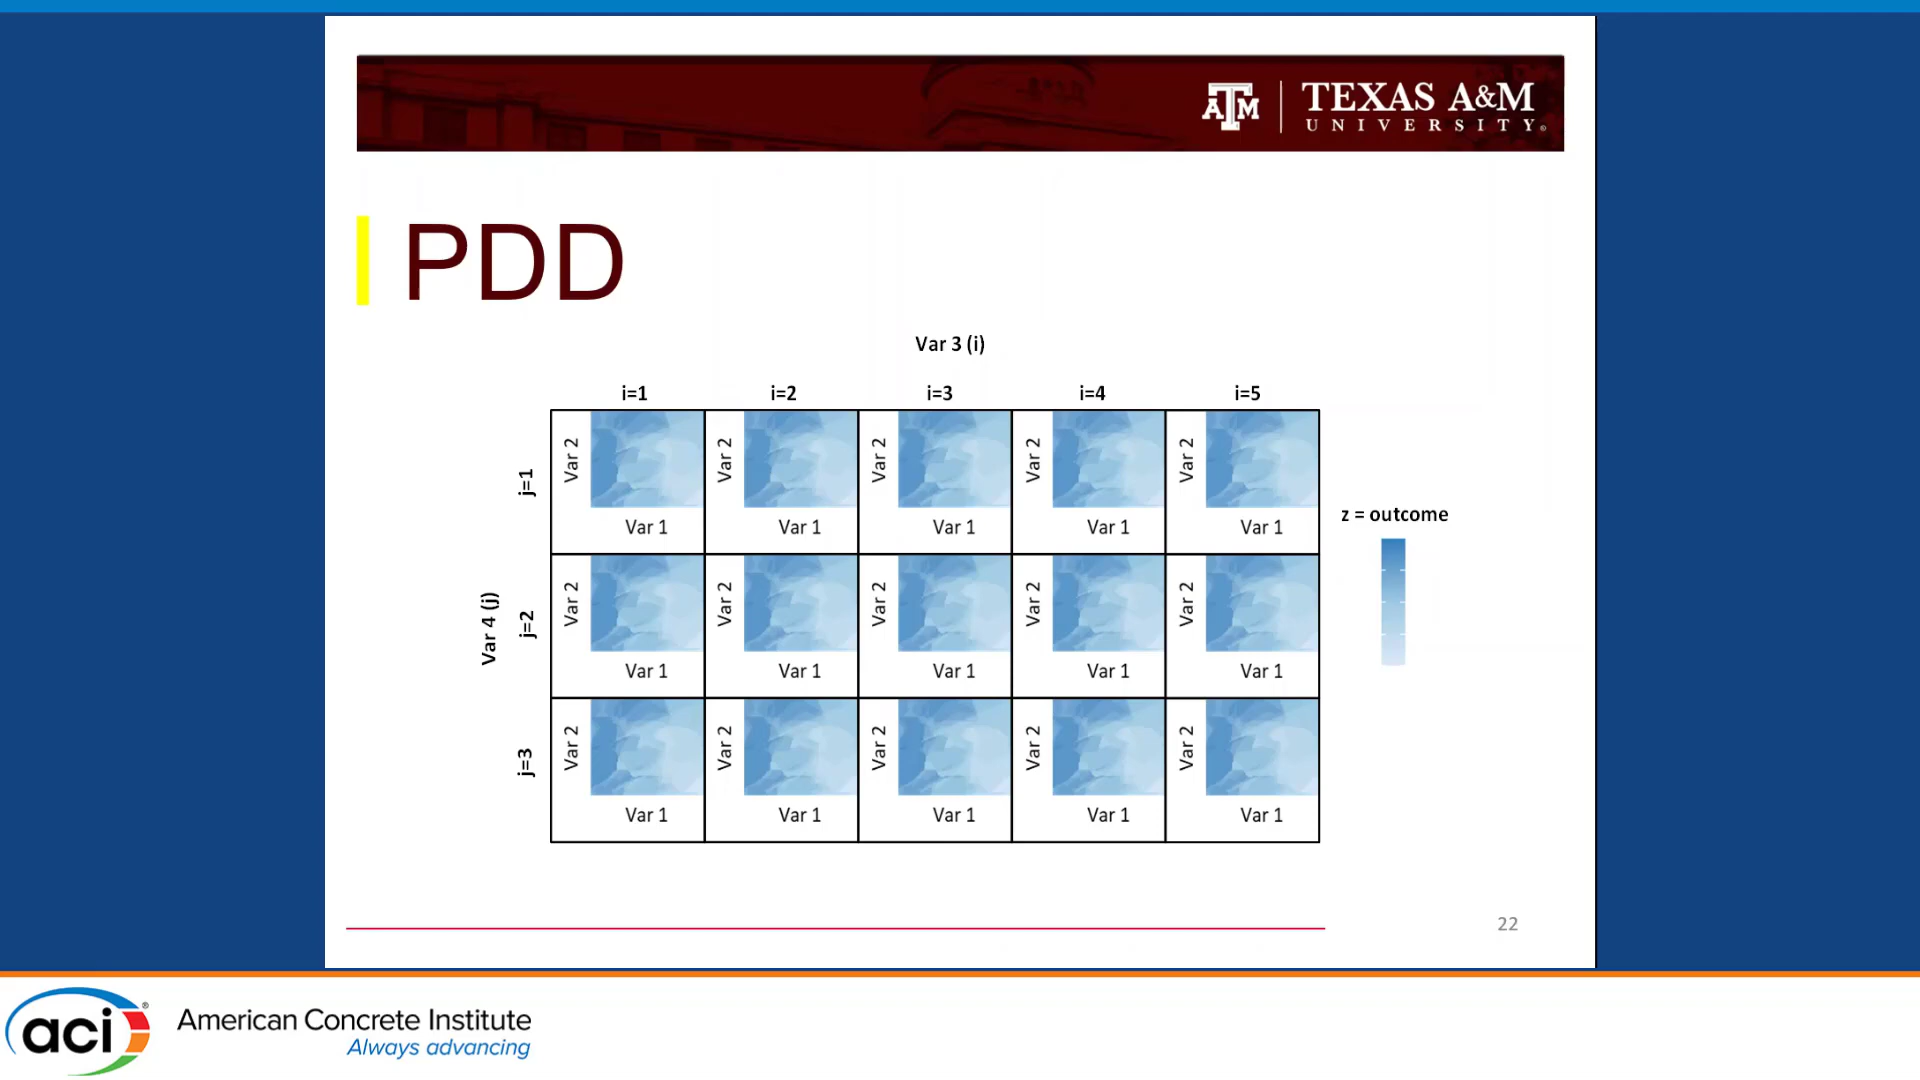 ATM
TEXAS A&M
UNIVERSITY®
PDD
Var 3 (i)
i=1 i=2 i=3 i=4 i=5
j=1 Var 2 Var 2 Var 2 Var 2 Var 2
Var 1 Var 1 Var 1 Var 1 Var 1
z = outcome
Var 4 (j)
j=2 Var 2 Var 2 Var 2 Var 2 Var 2
Var 1 Var 1 Var 1 Var 1 Var 1
j=3 Var 2 Var 2 Var 2 Var 2 Var 2
Var 1 Var 1 Var 1 Var 1 Var 1
22
aci®
American Concrete Institute
Always advancing